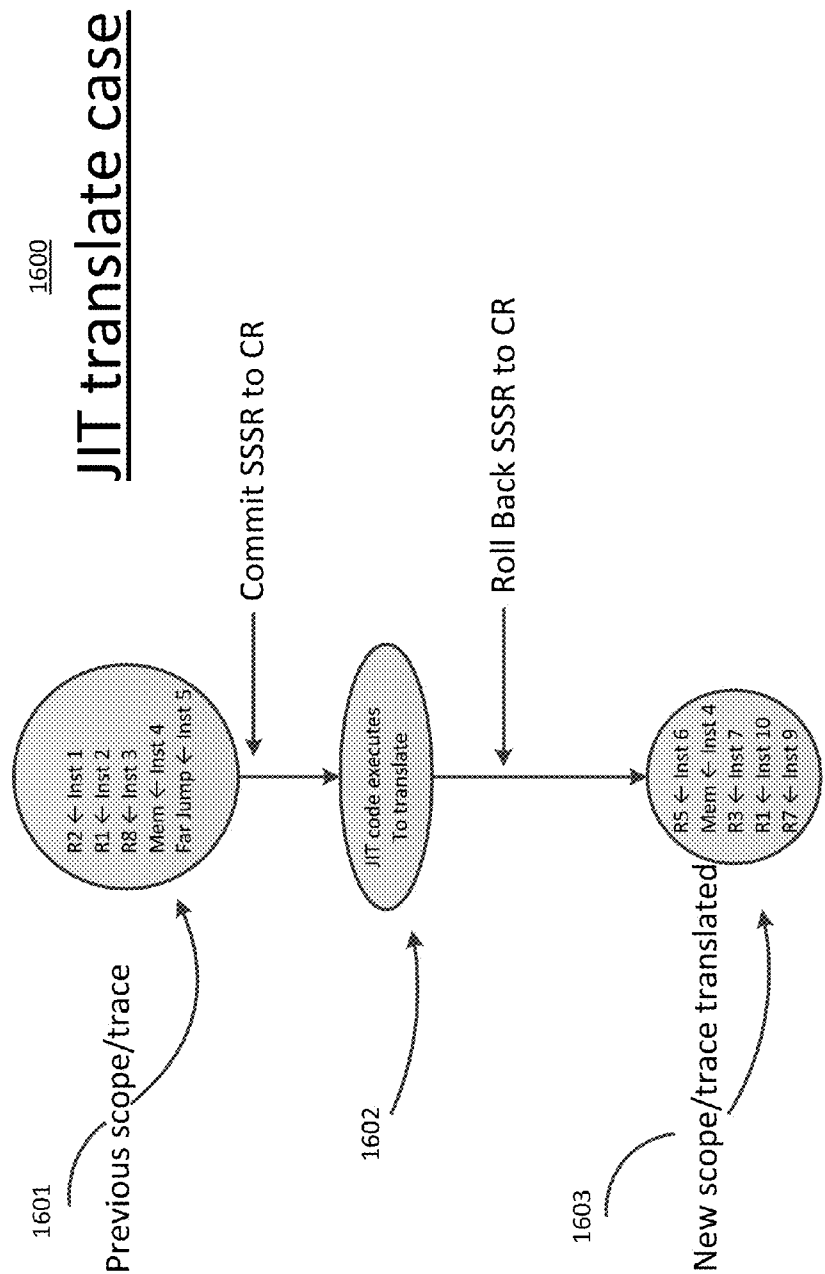 1600
JIT translate case
1601
Previous scope/trace
R2 ← Inst 1
R1 ← Inst 2
R8 ← Inst 3
Mem ← Inst 4
Far Jump ← Inst 5
Commit SSSR to CR
1602
JIT code executes
To translate
Roll Back SSSR to CR
1603
New scope/trace translated
R5 ← Inst 6
Mem ← Inst 4
R3 ← Inst 7
R1 ← Inst 10
R7 ← Inst 9